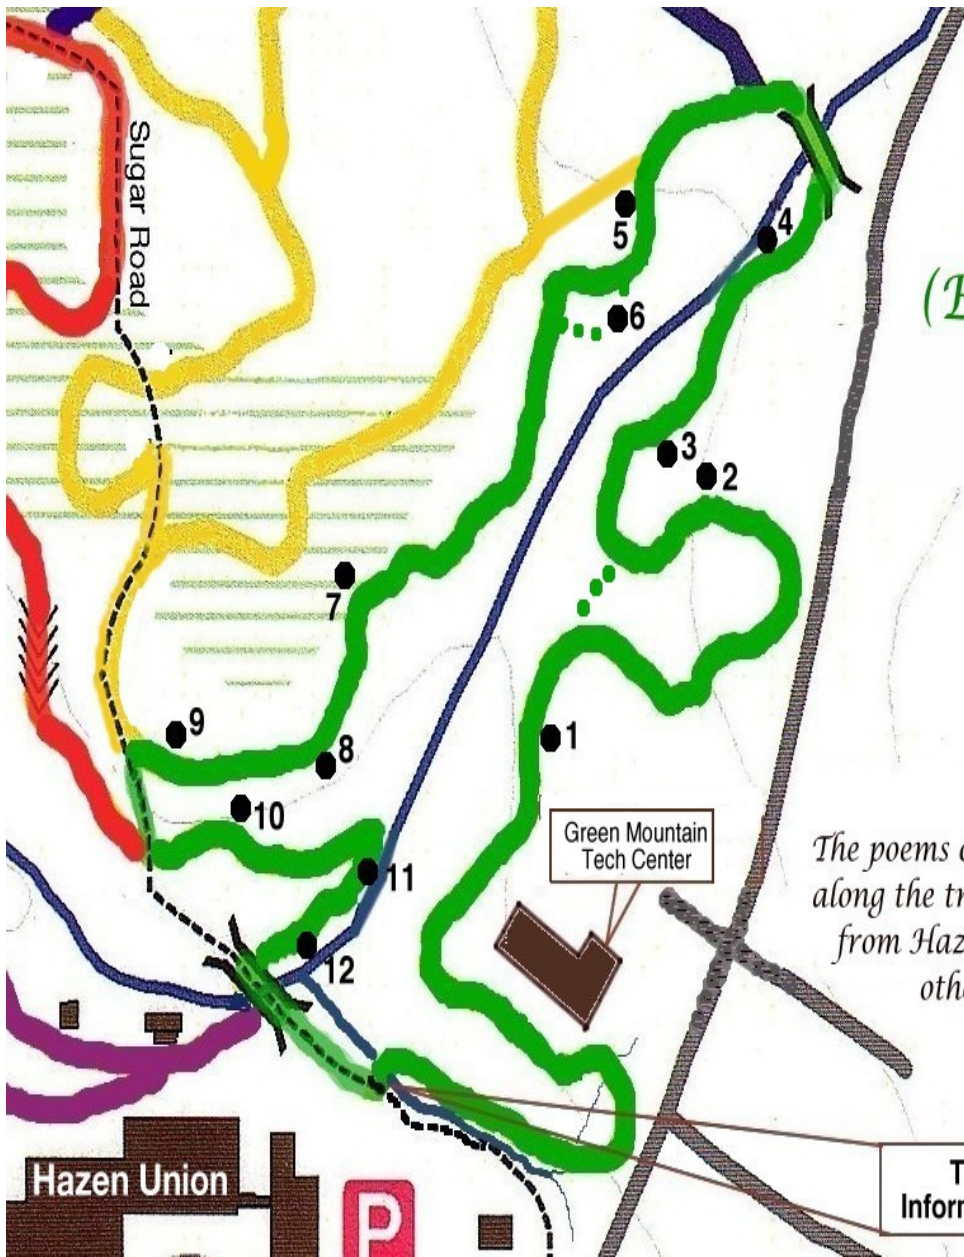 Sugar Road
4
5
(E
6
3
2
7
9
1
8
10
Green Mountain
Tech Center
11
The poems
along the tr
from Haz
12
othe
Hazen Union
T
Inform
P